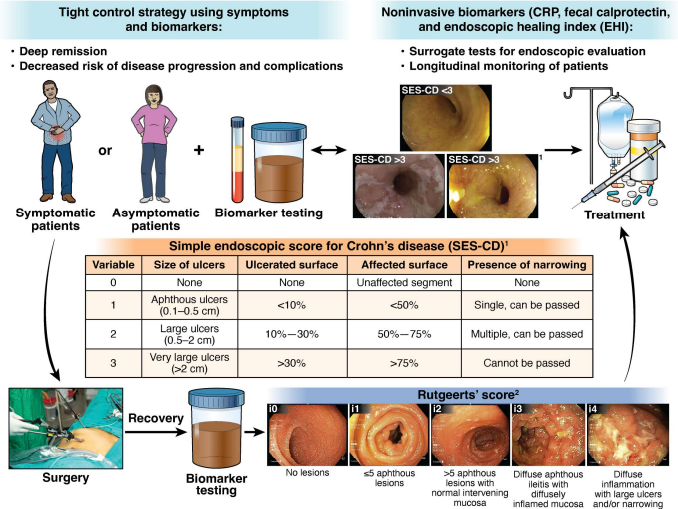 Tight control strategy using symptoms
and biomarkers:
• Deep remission
• Decreased risk of disease progression and complications
Noninvasive biomarkers (CRP, fecal calprotectin,
and endoscopic healing index (EHI):
• Surrogate tests for endoscopic evaluation
• Longitudinal monitoring of patients
SES-CD <3
SES-CD >3
SES-CD >3
1
or
+
Symptomatic
patients
Asymptomatic
patients
Biomarker testing
Treatment
Simple endoscopic score for Crohn's disease (SES-CD)1
Variable Size of ulcers Ulcerated surface Affected surface Presence of narrowing
0 None None Unaffected segment None
1 Aphthous ulcers (0.1–0.5 cm) <10% <50% Single, can be passed
2 Large ulcers (0.5–2 cm) 10%—30% 50%—75% Multiple, can be passed
3 Very large ulcers (>2 cm) >30% >75% Cannot be passed
Surgery
Recovery
Biomarker
testing
Rutgeerts' score2
i0
i1
i2
i3
i4
No lesions
≤5 aphthous
lesions
>5 aphthous
lesions with
normal intervening
mucosa
Diffuse aphthous
ileitis with
diffusely
inflamed mucosa
Diffuse
inflammation
with large ulcers
and/or narrowing